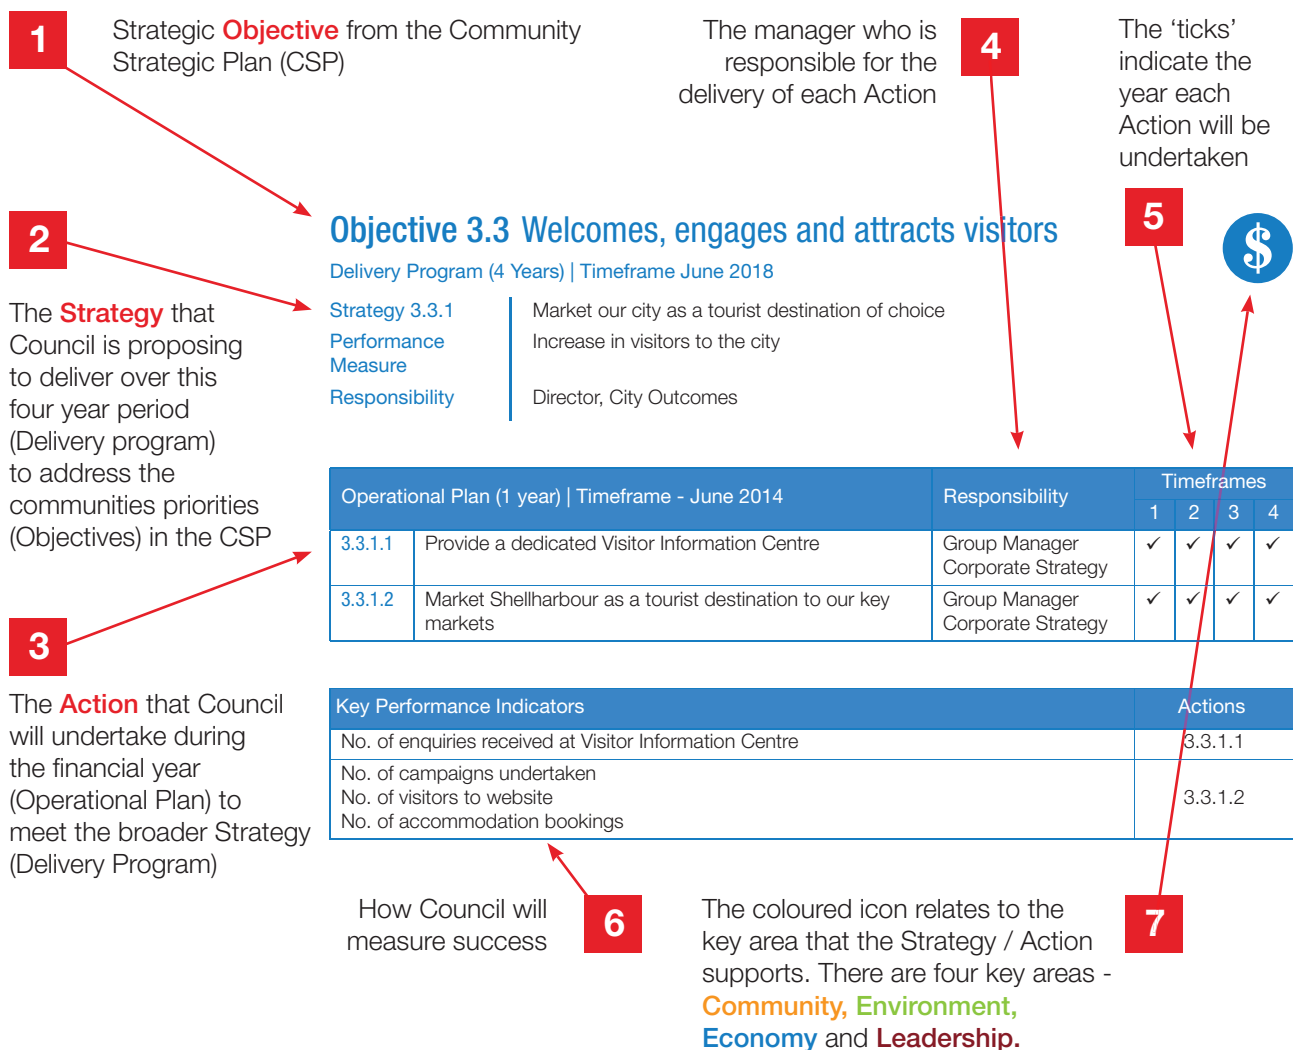 1
Strategic Objective from the Community
Strategic Plan (CSP)
The manager who is
responsible for the
delivery of each Action
4
The ‘ticks’
indicate the
year each
Action will be
undertaken
5
$
2
The Strategy that
Council is proposing
to deliver over this
four year period
(Delivery program)
to address the
communities priorities
(Objectives) in the CSP
Objective 3.3 Welcomes, engages and attracts visitors
Delivery Program (4 Years) | Timeframe June 2018
Strategy 3.3.1 Market our city as a tourist destination of choice
Performance Increase in visitors to the city
Measure
Responsibility Director, City Outcomes
Operational Plan (1 year) | Timeframe - June 2014 Responsibility Timeframes
1 2 3 4
3.3.1.1 Provide a dedicated Visitor Information Centre Group Manager ✓ ✓ ✓ ✓
Corporate Strategy
3.3.1.2 Market Shellharbour as a tourist destination to our key Group Manager ✓ ✓ ✓ ✓
markets Corporate Strategy
3
The Action that Council
will undertake during
the financial year
(Operational Plan) to
meet the broader Strategy
(Delivery Program)
Key Performance Indicators Actions
No. of enquiries received at Visitor Information Centre 3.3.1.1
No. of campaigns undertaken
No. of visitors to website 3.3.1.2
No. of accommodation bookings
How Council will
measure success
6
The coloured icon relates to the
key area that the Strategy / Action
supports. There are four key areas -
Community, Environment,
Economy and Leadership.
7